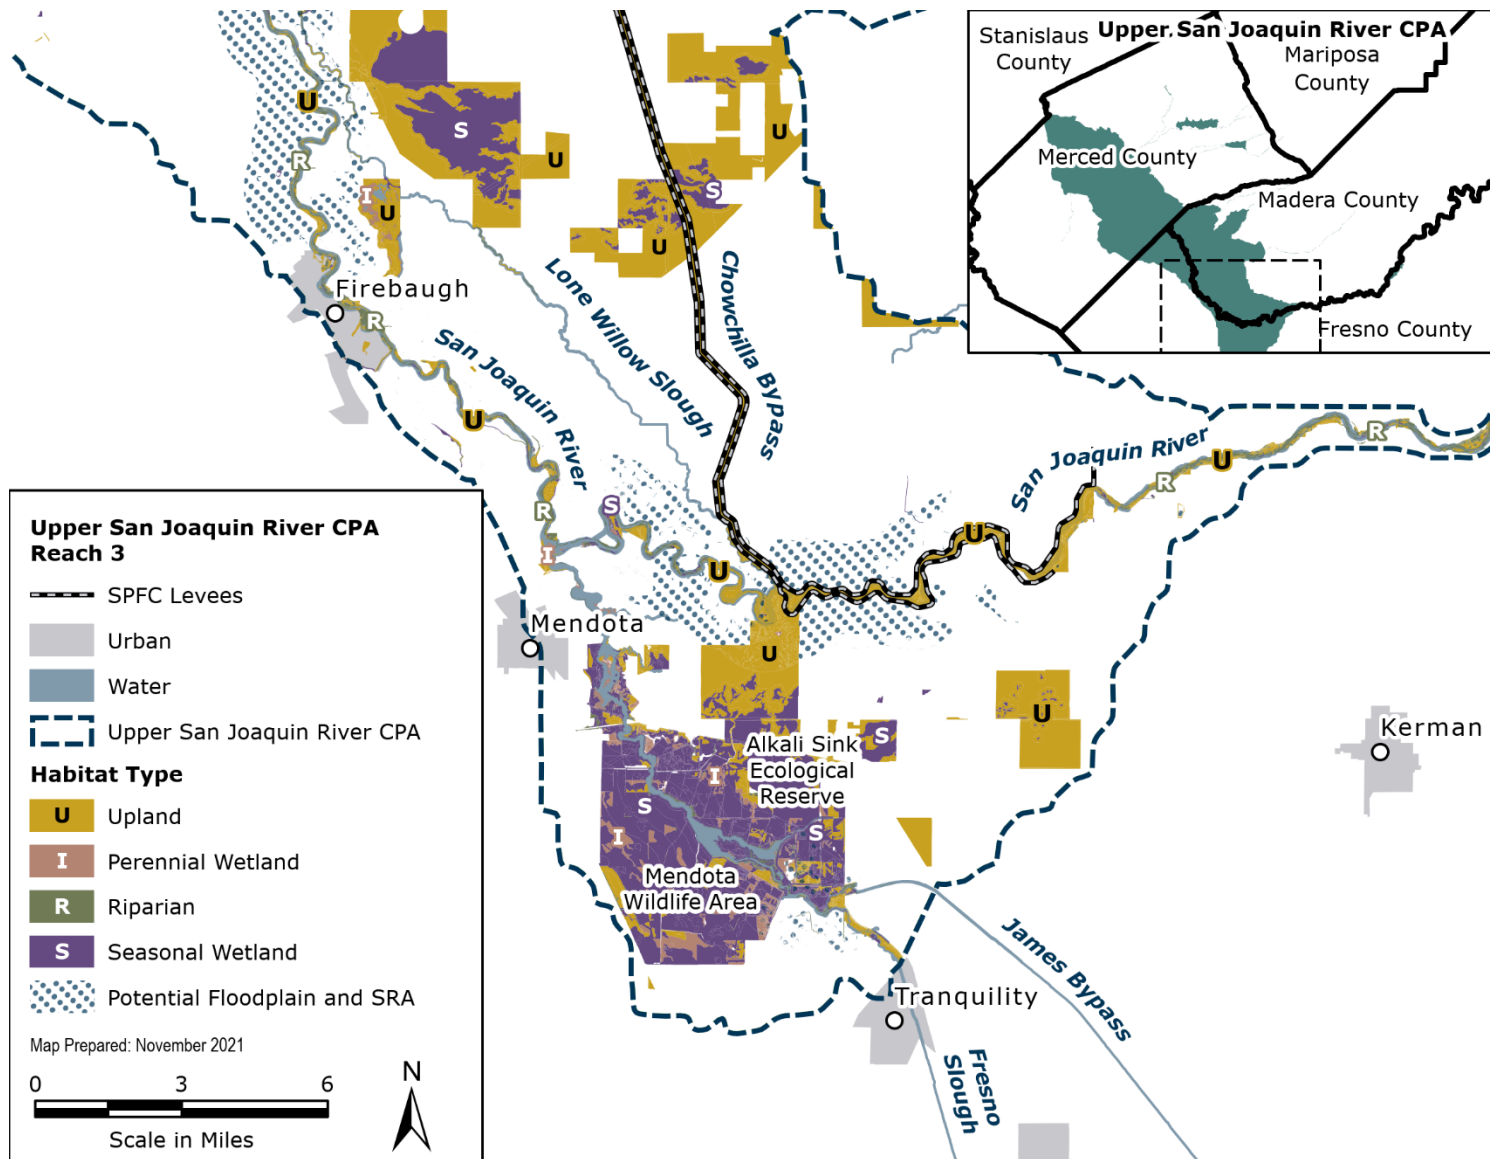 Upper San Joaquin River CPA
Stanislaus
County
Mariposa
County
Merced County
Madera County
Fresno County
U
S
U
U
R
S
I
U
U
Firebaugh
R
Lone Willow Slough
Chowchilla Bypass
San Joaquin River
San Joaquin River
U
R
U
R
S
R
U
I
U
Mendota
U
U
Kerman
S
Alkali Sink
Ecological
Reserve
I
S
S
I
Mendota
Wildlife Area
James Bypass
Tranquility
Fresno
Slough
Upper San Joaquin River CPA
Reach 3
SPFC Levees
Urban
Water
Upper San Joaquin River CPA
Habitat Type
U Upland
I Perennial Wetland
R Riparian
S Seasonal Wetland
Potential Floodplain and SRA
Map Prepared: November 2021
0 3 6
Scale in Miles
N